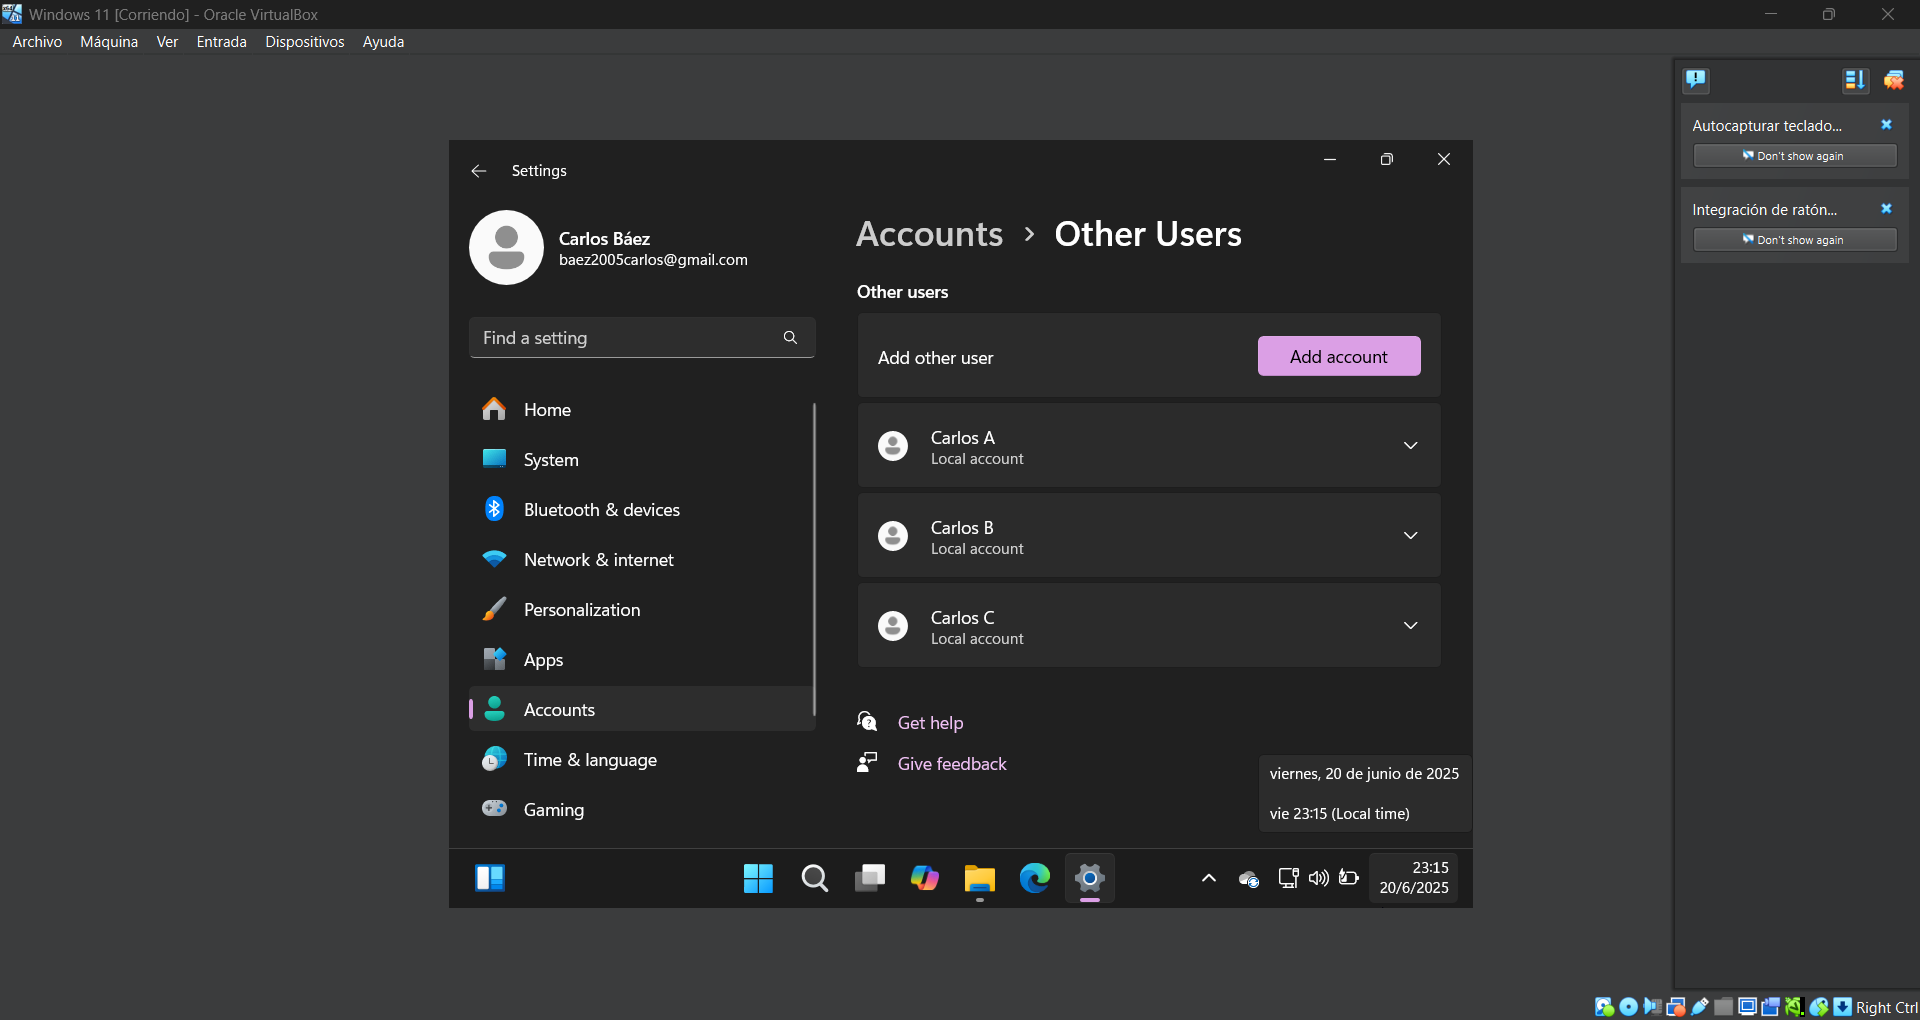 Windows 11 [Corriendo] - Oracle VirtualBox
Archivo Máquina Ver Entrada Dispositivos Ayuda
Autocapturar teclado...
Don't show again
Integración de ratón...
Don't show again
Settings
Carlos Báez
baez2005carlos@gmail.com
Find a setting
Home
System
Bluetooth & devices
Network & internet
Personalization
Apps
Accounts
Time & language
Gaming
Accounts > Other Users
Other users
Add other user
Add account
Carlos A
Local account
Carlos B
Local account
Carlos C
Local account
Get help
Give feedback
viernes, 20 de junio de 2025
vie 23:15 (Local time)
23:15
20/6/2025
Right Ctrl